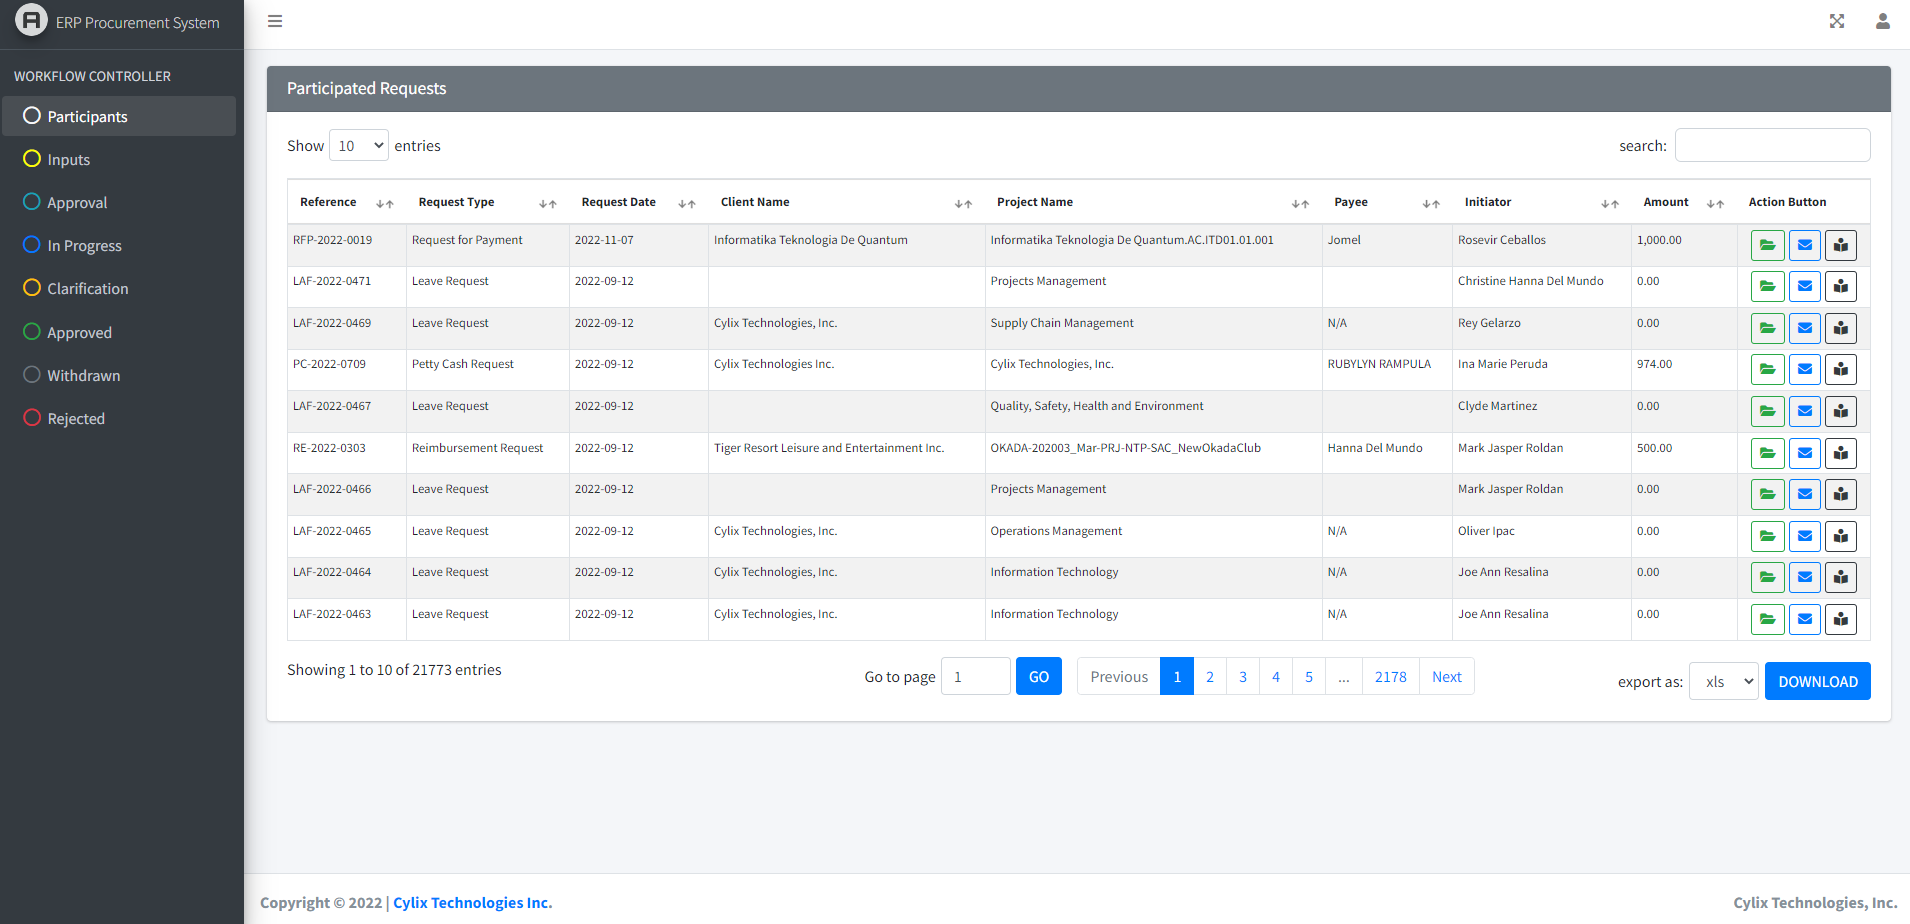 ERP Procurement System
WORKFLOW CONTROLLER
Participants
Inputs
Approval
In Progress
Clarification
Approved
Withdrawn
Rejected
Participated Requests
Show 10 entries search:
Reference Request Type Request Date Client Name Project Name Payee Initiator Amount Action Button
RFP-2022-0019 Request for Payment 2022-11-07 Informatika Teknologia De Quantum Informatika Teknologia De Quantum.AC.ITD01.01.001 Jomel Rosevir Ceballos 1,000.00
LAF-2022-0471 Leave Request 2022-09-12 Projects Management Christine Hanna Del Mundo 0.00
LAF-2022-0469 Leave Request 2022-09-12 Cylix Technologies, Inc. Supply Chain Management N/A Rey Gelarzo 0.00
PC-2022-0709 Petty Cash Request 2022-09-12 Cylix Technologies Inc. Cylix Technologies, Inc. RUBYLYN RAMPULA Ina Marie Peruda 974.00
LAF-2022-0467 Leave Request 2022-09-12 Quality, Safety, Health and Environment Clyde Martinez 0.00
RE-2022-0303 Reimbursement Request 2022-09-12 Tiger Resort Leisure and Entertainment Inc. OKADA-202003_Mar-PRJ-NTP-SAC_NewOkadaClub Hanna Del Mundo Mark Jasper Roldan 500.00
LAF-2022-0466 Leave Request 2022-09-12 Projects Management Mark Jasper Roldan 0.00
LAF-2022-0465 Leave Request 2022-09-12 Cylix Technologies, Inc. Operations Management N/A Oliver Ipac 0.00
LAF-2022-0464 Leave Request 2022-09-12 Cylix Technologies, Inc. Information Technology N/A Joe Ann Resalina 0.00
LAF-2022-0463 Leave Request 2022-09-12 Cylix Technologies, Inc. Information Technology N/A Joe Ann Resalina 0.00
Showing 1 to 10 of 21773 entries Go to page 1 GO Previous 1 2 3 4 5 ... 2178 Next export as: xls DOWNLOAD
Copyright © 2022 | Cylix Technologies Inc. Cylix Technologies, Inc.